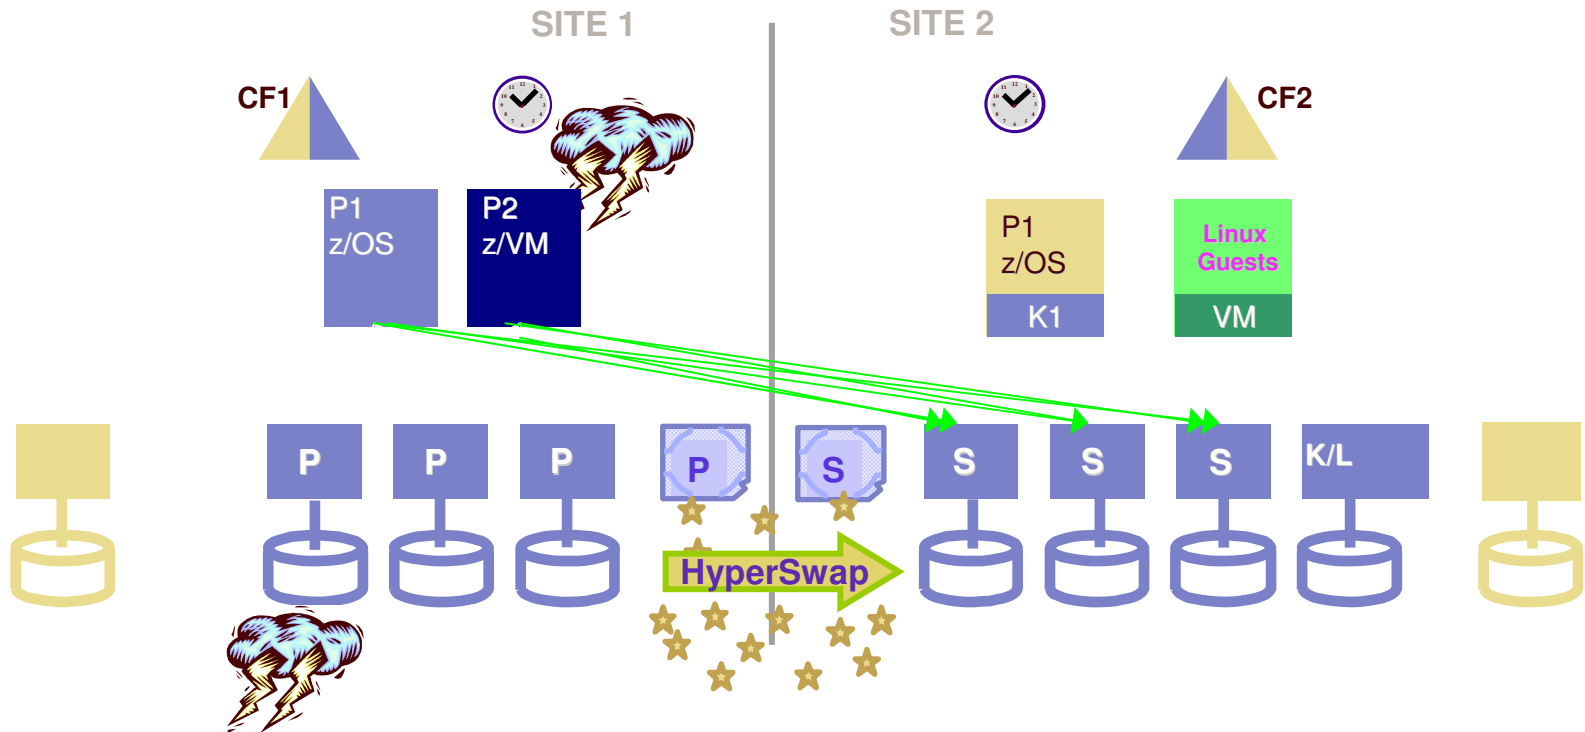 SITE 1
SITE 2
CF1
CF2
P1
z/OS
P2
z/VM
P1
z/OS
K1
Linux
Guests
VM
P
P
P
P
S
S
S
S
K/L
HyperSwap